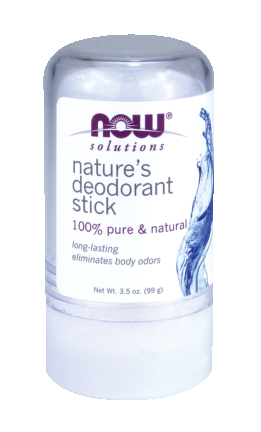 now®
solutions
nature's
deodorant
stick
100% pure & natural
long-lasting
eliminates body odors
Net Wt. 3.5 oz. (99 g)